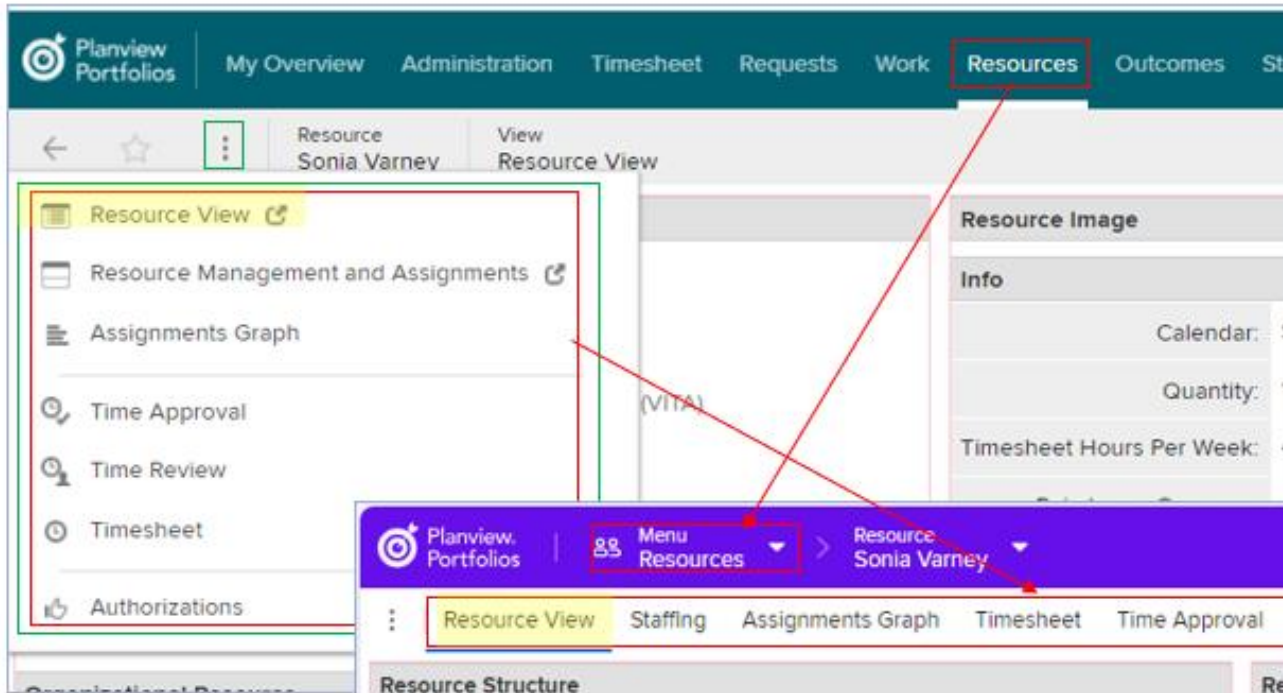 Planview
Portfolios
My Overview Administration Timesheet Requests Work Resources Outcomes
Resource
Sonia Varney
View
Resource View
Resource View
Resource Management and Assignments
Assignments Graph
Time Approval
Time Review
Timesheet
Authorizations
(VITA)
Resource Image
Info
Calendar:
Quantity:
Timesheet Hours Per Week:
Planview.
Portfolios
Menu
Resources
Resource
Sonia Varney
Resource View Staffing Assignments Graph Timesheet Time Approval
Resource Structure